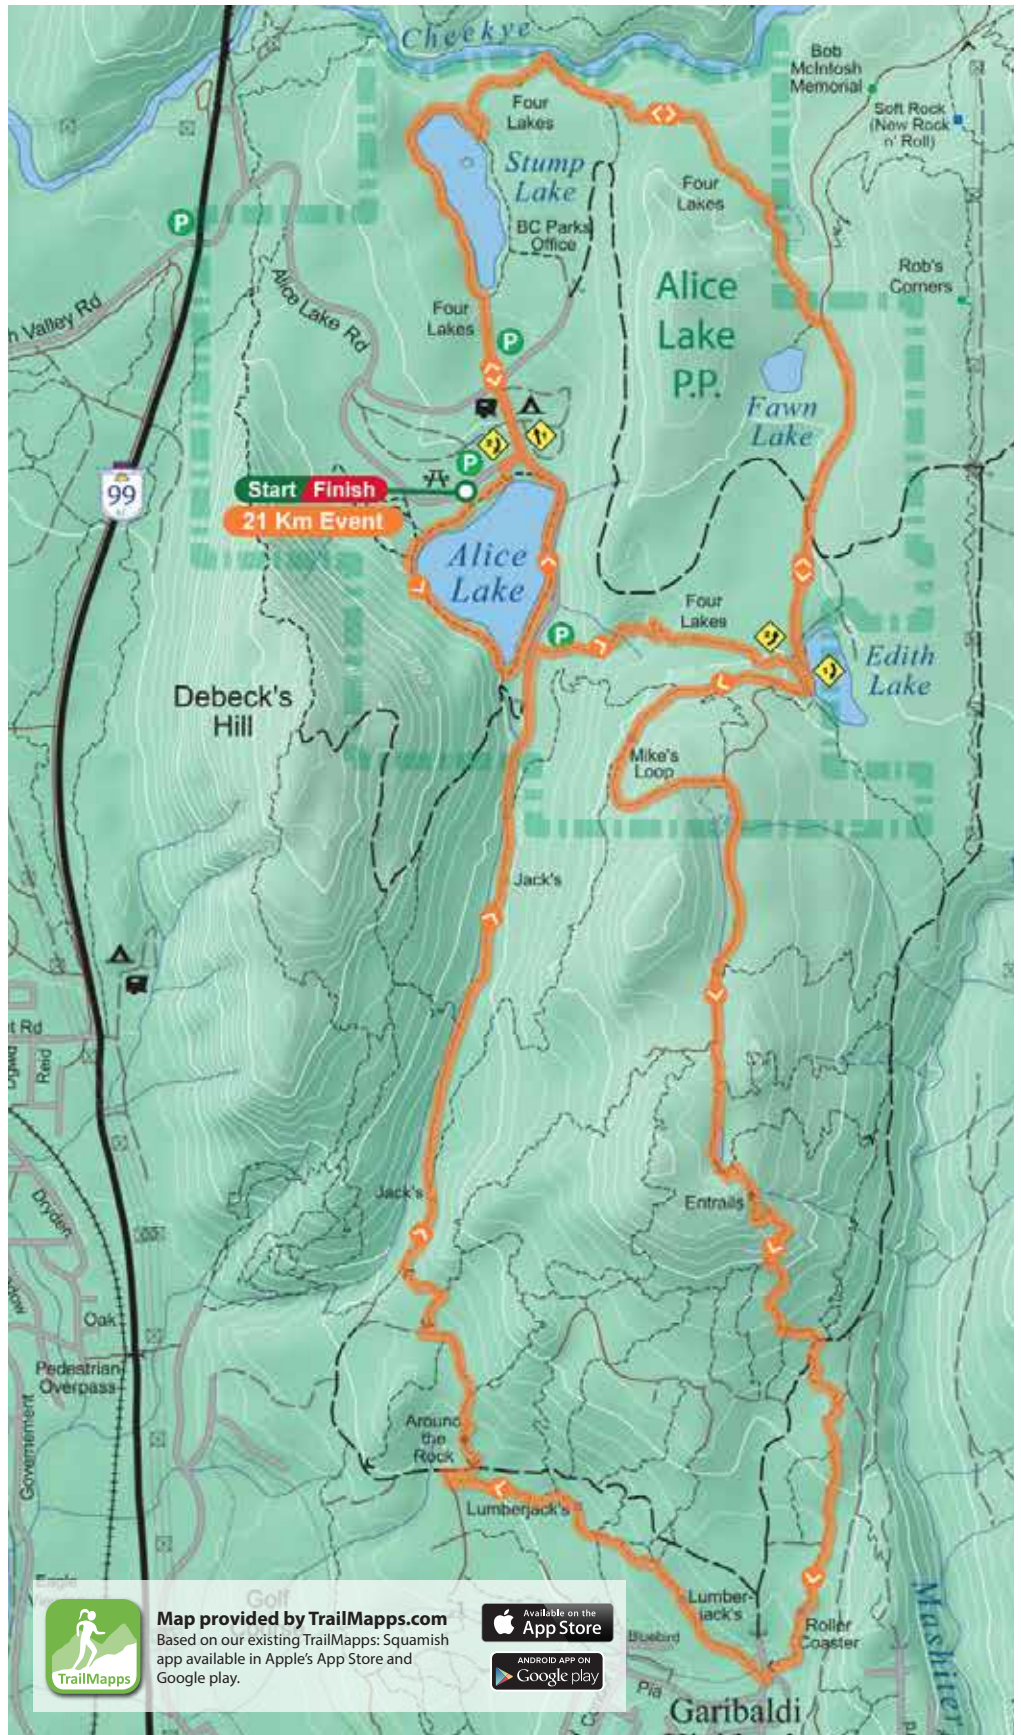 Cheekye
Bob
McIntosh
Memorial
Four
Lakes
Soft Rock
(New Rock
n' Roll)
Stump
Lake
Four
Lakes
P
BC Parks
Office
Rob's
Corners
Alice
Lake
P.P.
Alice Lake Rd
n Valley Rd
Four
Lakes
P
Fawn
Lake
P
99
Start Finish
21 Km Event
Alice
Lake
Four
Lakes
P
Edith
Lake
Debeck's
Hill
Mike's
Loop
Jack's
t Rd
Reid
Jack's
Entrails
Dryden
Oak
Pedestrian
Overpass
Governement
Around
the
Rock
Lumberjack's
Eagle
Golf
Lumber-
jack's
Roller
Coaster
Mashiter
Bluebird
Pia
Garibaldi
TrailMapps
Map provided by TrailMapps.com
Based on our existing TrailMapps: Squamish
app available in Apple's App Store and
Google play.
Available on the
App Store
ANDROID APP ON
Google play